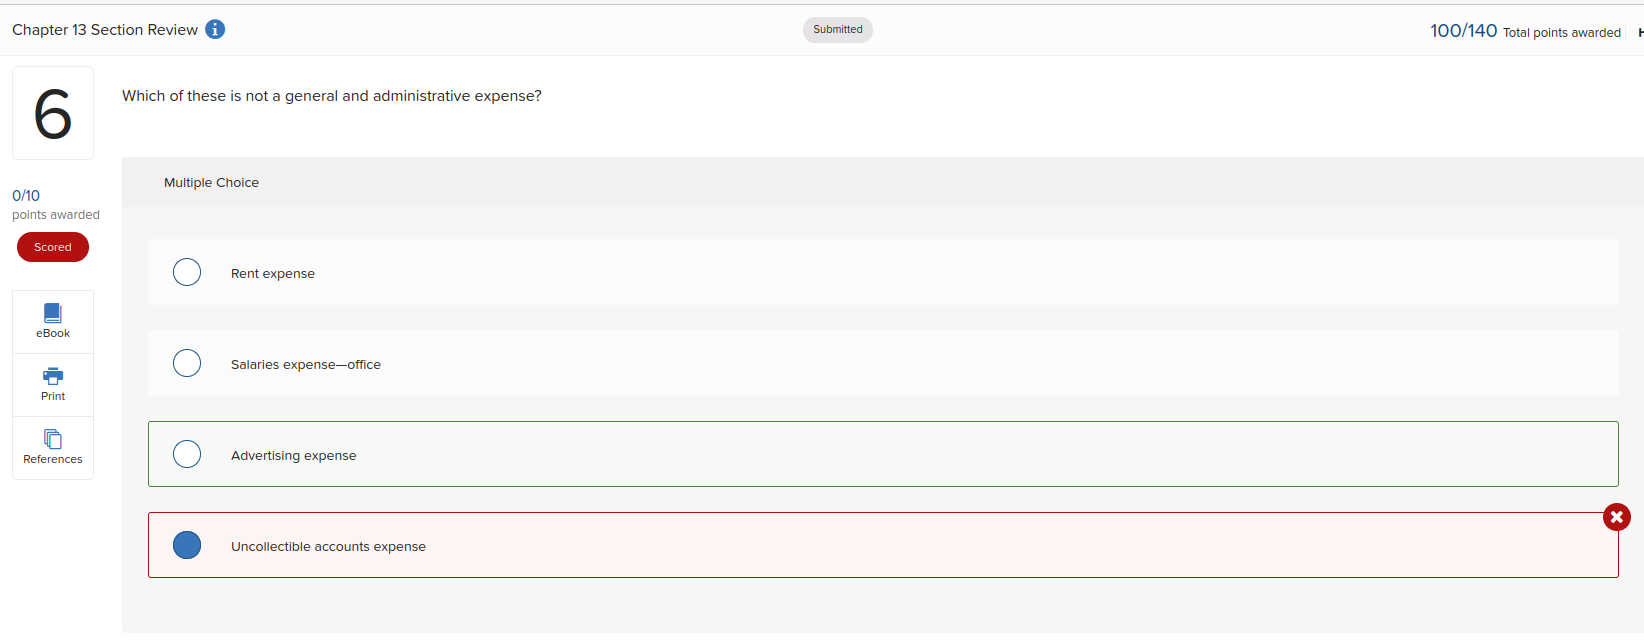 Chapter 13 Section Review
Submitted
100/140 Total points awarded
6
Which of these is not a general and administrative expense?
0/10
points awarded
Scored
eBook
Print
References
Multiple Choice
Rent expense
Salaries expense—office
Advertising expense
Uncollectible accounts expense